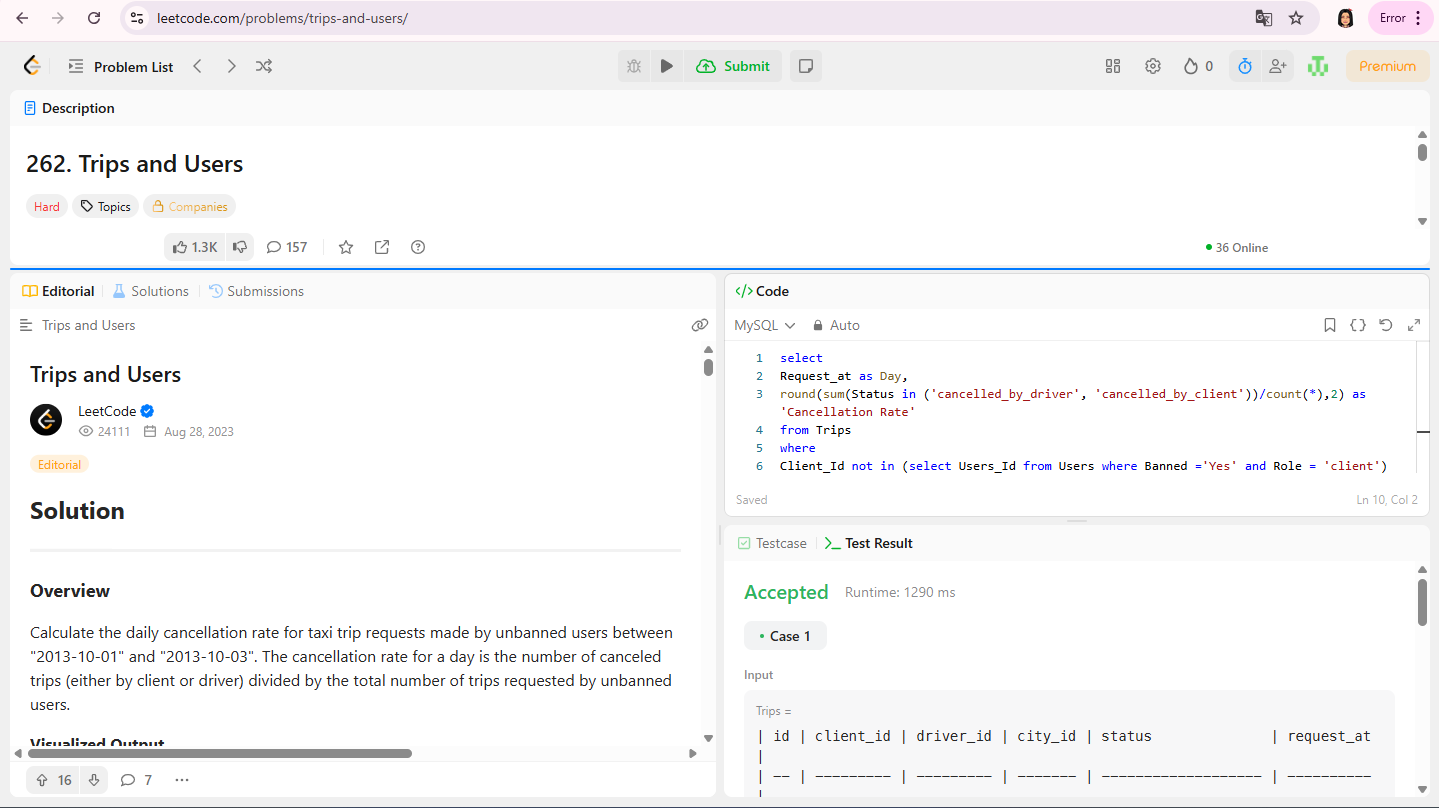 leetcode.com/problems/trips-and-users/
Error
Problem List
Submit
0
Premium
Description
262. Trips and Users
Hard
Topics
Companies
1.3K
157
36 Online
Editorial
Solutions
Submissions
Trips and Users
Trips and Users
LeetCode
24111
Aug 28, 2023
Editorial
Solution
Overview
Calculate the daily cancellation rate for taxi trip requests made by unbanned users between
"2013-10-01" and "2013-10-03". The cancellation rate for a day is the number of canceled
trips (either by client or driver) divided by the total number of trips requested by unbanned
users.
Visualized Output
16
7
Code
MySQL
Auto
1 select
2 Request_at as Day,
3 round(sum(Status in ('cancelled_by_driver', 'cancelled_by_client'))/count(*),2) as
'Cancellation Rate'
4 from Trips
5 where
6 Client_Id not in (select Users_Id from Users where Banned ='Yes' and Role = 'client')
Saved
Ln 10, Col 2
Testcase
Test Result
Accepted
Runtime: 1290 ms
Case 1
Input
Trips =
| id | client_id | driver_id | city_id | status | request_at
|
| -- | --------- | --------- | ------- | ------------------- | ----------
|